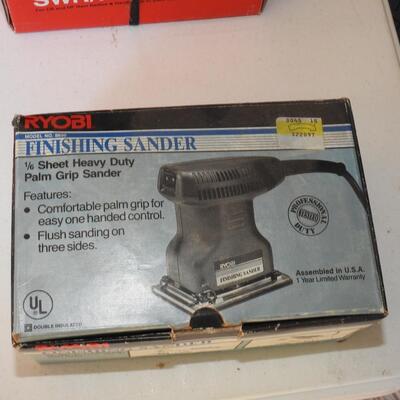 RYOBI
FINISHING SANDER
1/6 Sheet Heavy Duty
Palm Grip Sander
Features:
• Comfortable palm grip for
easy one handed control.
• Flush sanding on
three sides.
UL
DOUBLE INSULATED
RYOBI
FINISHING SANDER
PROFESSIONAL
DUTY
Assembled in U.S.A.
1 Year Limited Warranty